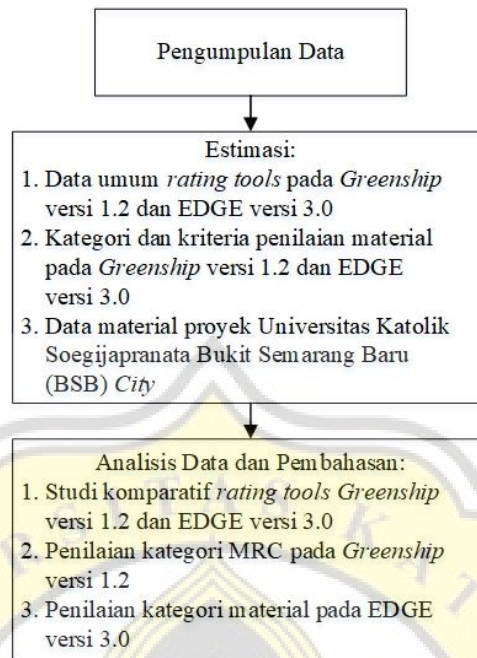 Pengumpulan Data
Estimasi:
1. Data umum rating tools pada Greenship
versi 1.2 dan EDGE versi 3.0
2. Kategori dan kriteria penilaian material
pada Greenship versi 1.2 dan EDGE
versi 3.0
3. Data material proyek Universitas Katolik
Soegijapranata Bukit Semarang Baru
(BSB) City
Analisis Data dan Pembahasan:
1. Studi komparatif rating tools Greenship
versi 1.2 dan EDGE versi 3.0
2. Penilaian kategori MRC pada Greenship
versi 1.2
3. Penilaian kategori material pada EDGE
versi 3.0